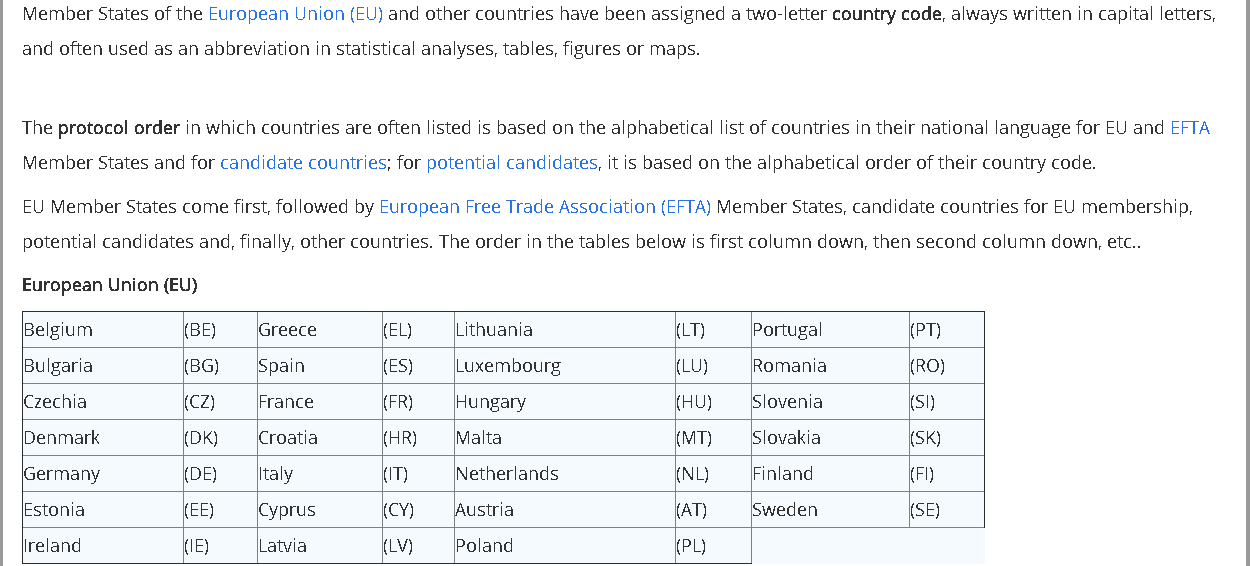 Member States of the European Union (EU) and other countries have been assigned a two-letter country code, always written in capital letters,
and often used as an abbreviation in statistical analyses, tables, figures or maps.
The protocol order in which countries are often listed is based on the alphabetical list of countries in their national language for EU and EFTA
Member States and for candidate countries; for potential candidates, it is based on the alphabetical order of their country code.
EU Member States come first, followed by European Free Trade Association (EFTA) Member States, candidate countries for EU membership,
potential candidates and, finally, other countries. The order in the tables below is first column down, then second column down, etc..
European Union (EU)
Belgium (BE) Greece (EL) Lithuania (LT) Portugal (PT)
Bulgaria (BG) Spain (ES) Luxembourg (LU) Romania (RO)
Czechia (CZ) France (FR) Hungary (HU) Slovenia (SI)
Denmark (DK) Croatia (HR) Malta (MT) Slovakia (SK)
Germany (DE) Italy (IT) Netherlands (NL) Finland (FI)
Estonia (EE) Cyprus (CY) Austria (AT) Sweden (SE)
Ireland (IE) Latvia (LV) Poland (PL)